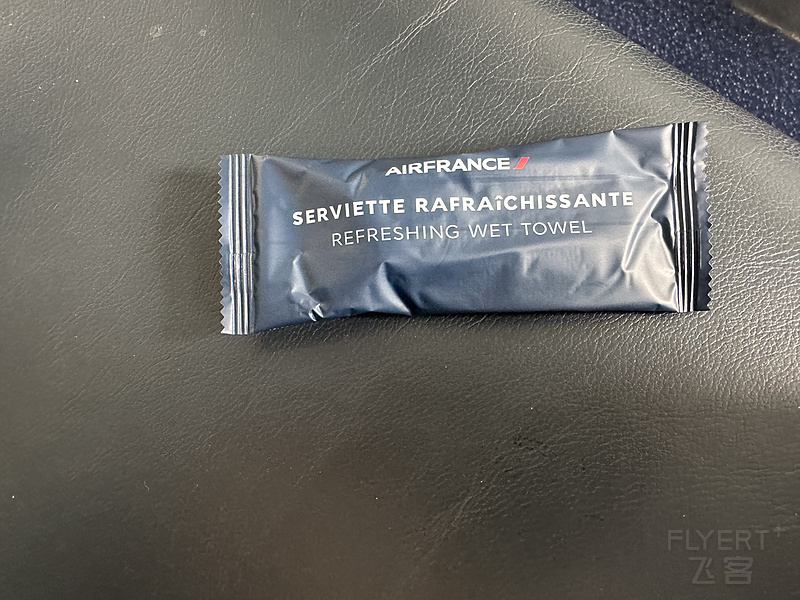 AIRFRANCE
SERVIETTE RAFRAîCHISSANTE
REFRESHING WET TOWEL
FLYERT+
飞客